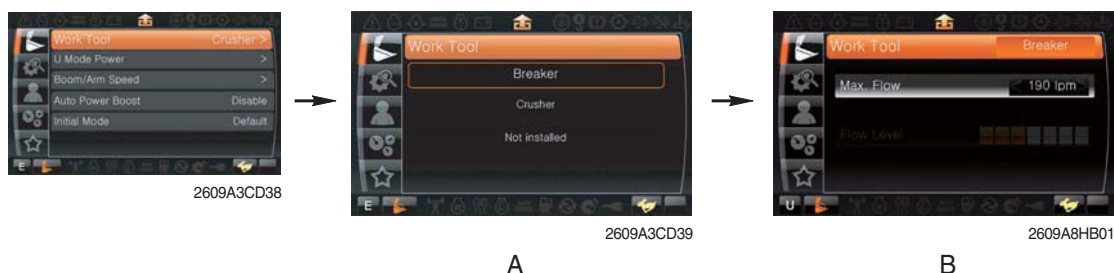 Work Tool Crusher >
U Mode Power >
Boom/Arm Speed >
Auto Power Boost Disable
Initial Mode Default
E
2609A3CD38
Work Tool
Breaker
Crusher
Not installed
E
2609A3CD39
A
Work Tool Breaker
Max. Flow < 190 lpm >
Flow Level
U
2609A8HB01
B